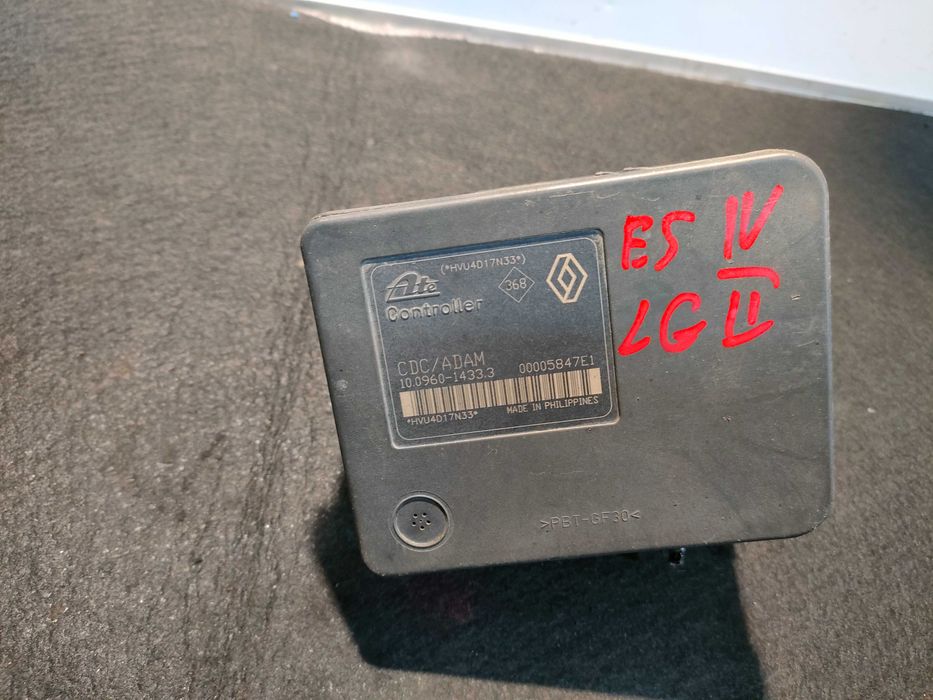 (*HVU4D17N33*)
Ate
368
Controller
CDC/ADAM
10.0960-1433.3
00005847E1
*HVU4D17N33*
MADE IN PHILIPPINES
ES IV
LG II
>PBT-GF30<